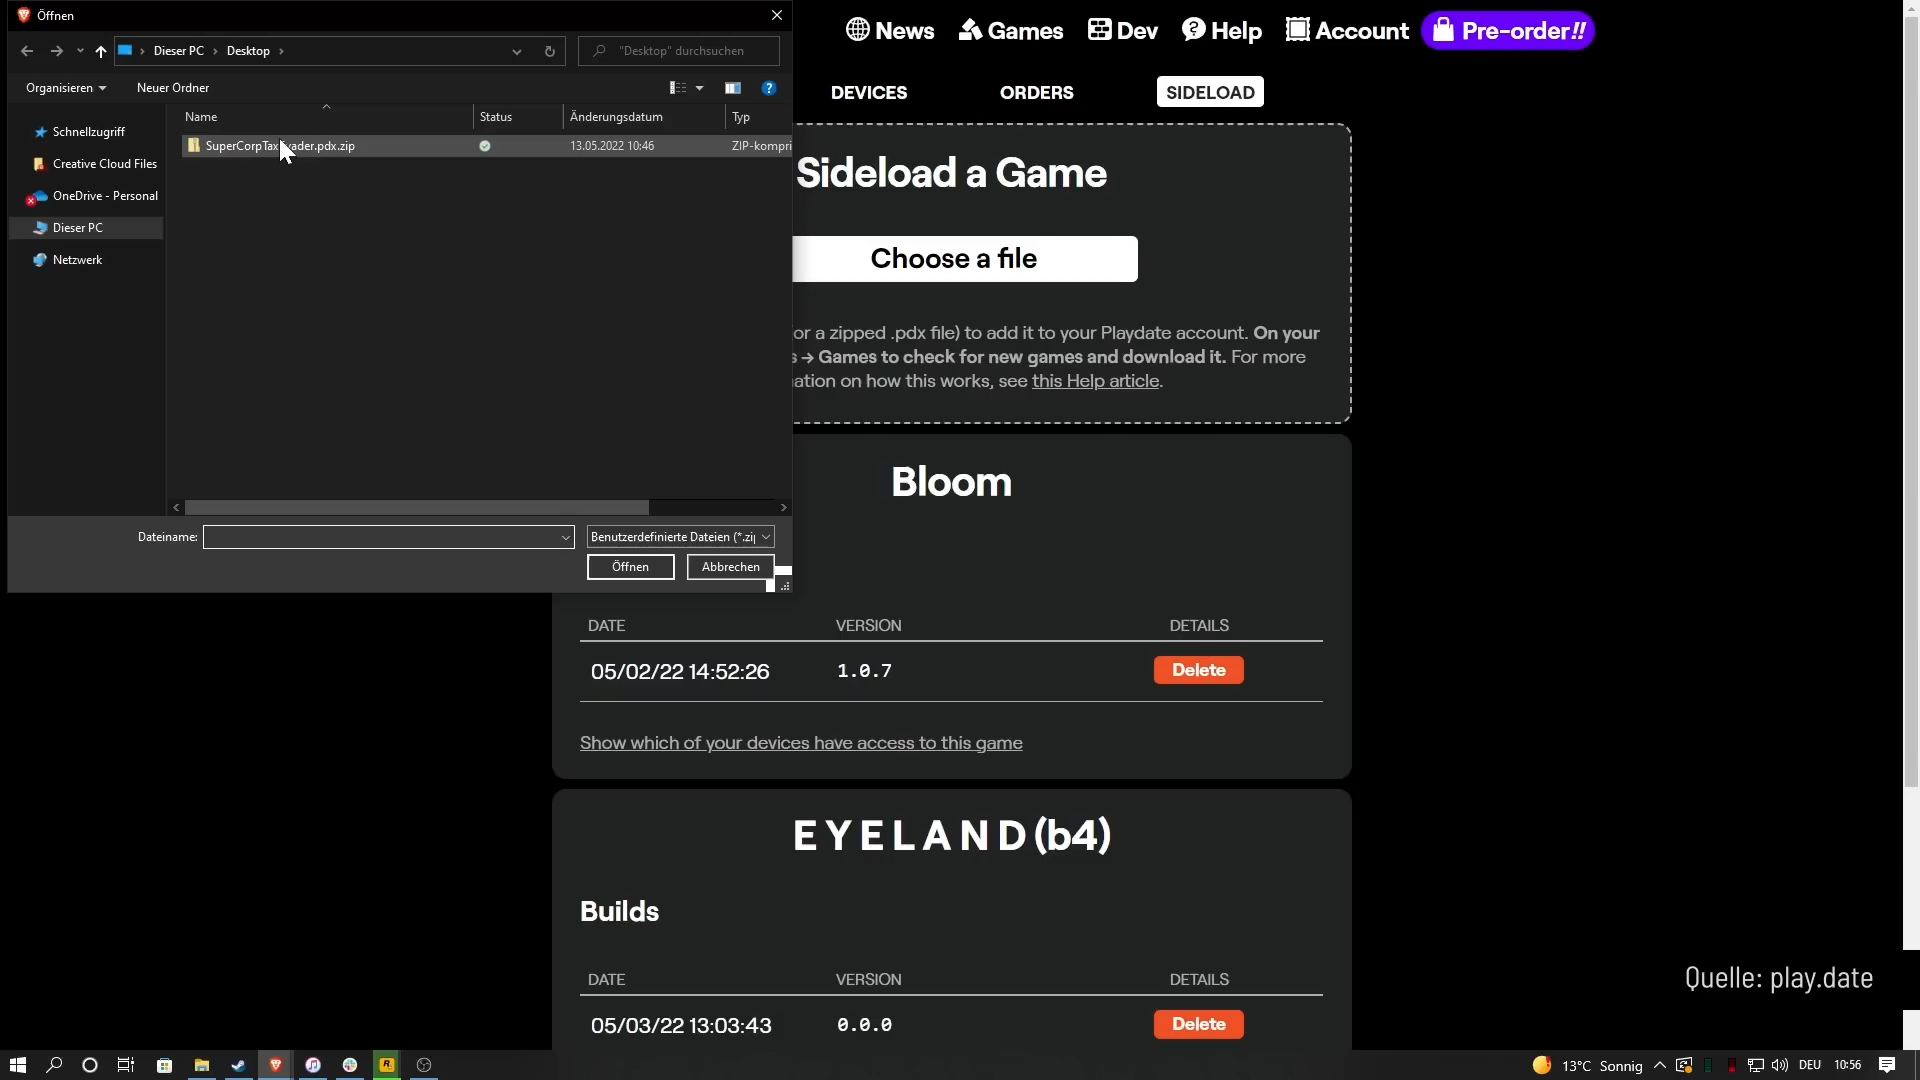 Öffnen
Dieser PC
Desktop
"Desktop" durchsuchen
Organisieren
Neuer Ordner
Name
Status
Änderungsdatum
Typ
Schnellzugriff
Creative Cloud Files
OneDrive - Personal
Dieser PC
Netzwerk
13.05.2022 10:46
ZIP-kompri
Dateiname:
Benutzerdefinierte Dateien (*.zi
Öffnen
Abbrechen
News
Games
Dev
Help
Account
Pre-order!!
DEVICES
ORDERS
SIDELOAD
Sideload a Game
Choose a file
or a zipped .pdx file) to add it to your Playdate account. On your
s → Games to check for new games and download it. For more
ation on how this works, see this Help article.
Bloom
DATE
VERSION
DETAILS
05/02/22 14:52:26
1.0.7
Delete
Show which of your devices have access to this game
EYELAND (b4)
Builds
DATE
VERSION
DETAILS
05/03/22 13:03:43
0.0.0
Delete
Quelle: play.date
13°C Sonnig
DEU
10:56